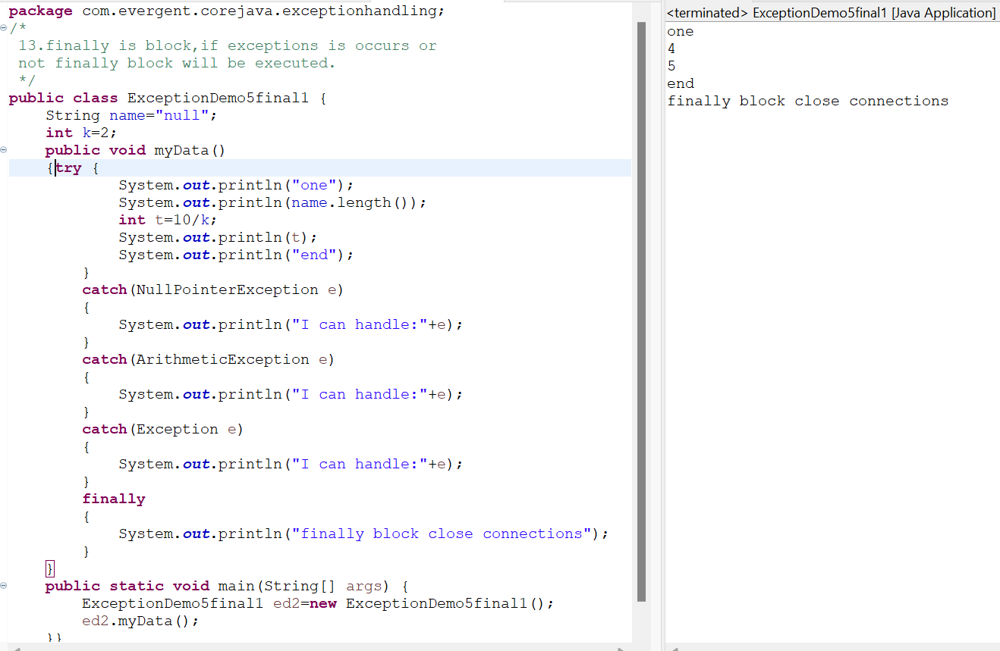 package com.evergent.corejava.exceptionhandling;
/*
 13.finally is block,if exceptions is occurs or
 not finally block will be executed.
 */
public class ExceptionDemo5final1 {
    String name="null";
    int k=2;
    public void myData()
    {try {
            System.out.println("one");
            System.out.println(name.length());
            int t=10/k;
            System.out.println(t);
            System.out.println("end");
        }
        catch(NullPointerException e)
        {
            System.out.println("I can handle:"+e);
        }
        catch(ArithmeticException e)
        {
            System.out.println("I can handle:"+e);
        }
        catch(Exception e)
        {
            System.out.println("I can handle:"+e);
        }
        finally
        {
            System.out.println("finally block close connections");
        }
    }
    public static void main(String[] args) {
        ExceptionDemo5final1 ed2=new ExceptionDemo5final1();
        ed2.myData();
    }}
<terminated> ExceptionDemo5final1 [Java Application]
one
4
5
end
finally block close connections